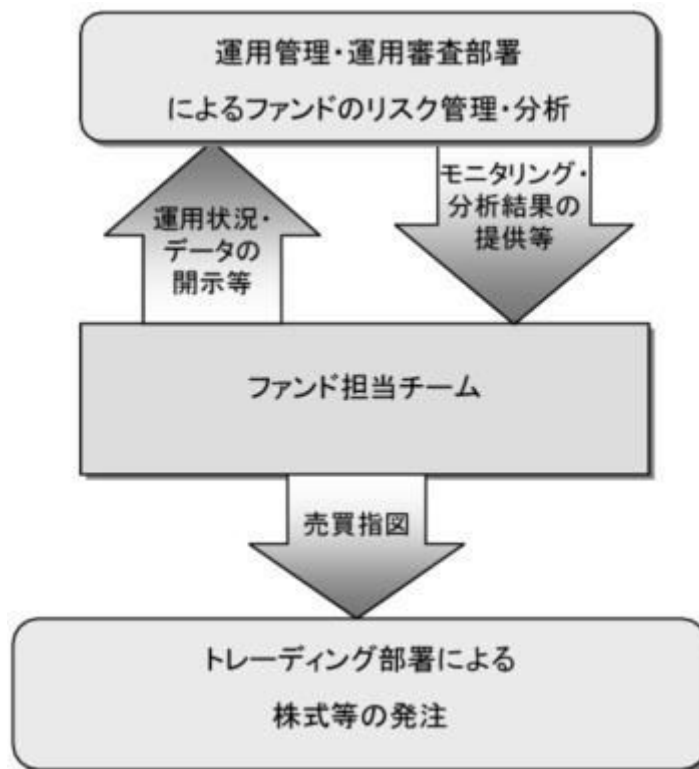 運用管理・運用審査部署
によるファンドのリスク管理・分析
運用状況・
データの
開示等
モニタリング・
分析結果の
提供等
ファンド担当チーム
売買指図
トレーディング部署による
株式等の発注